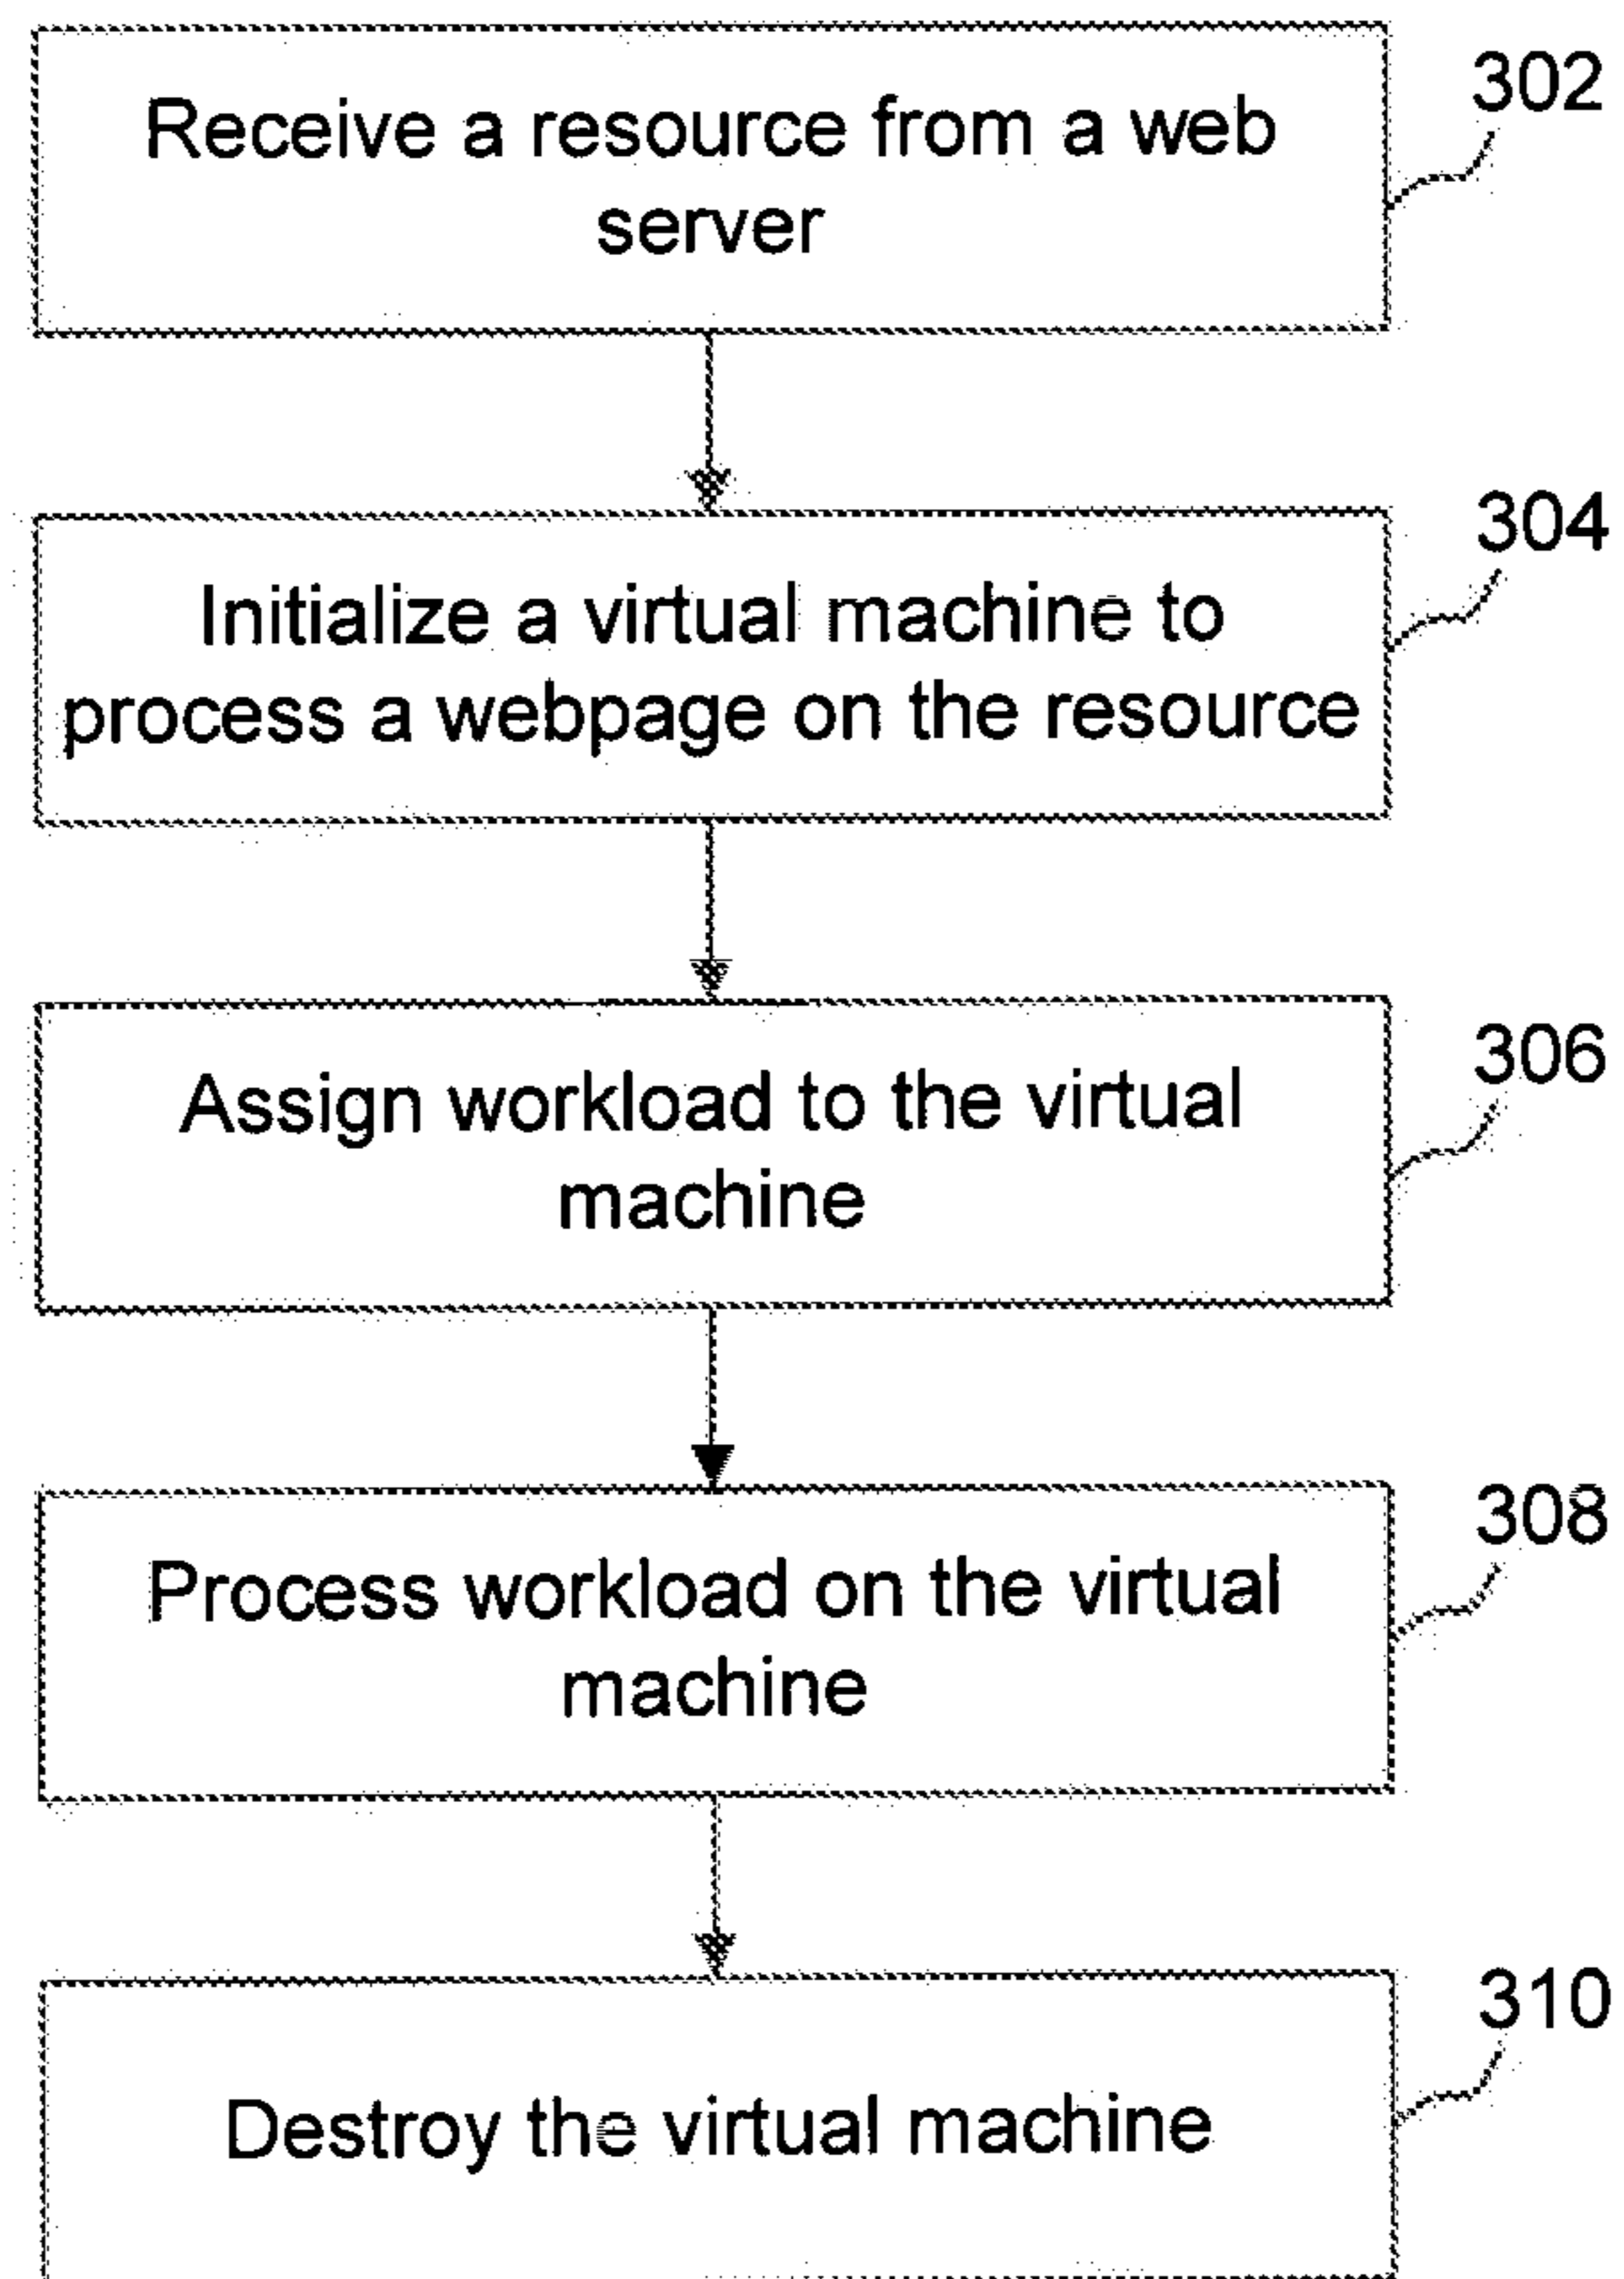 Receive a resource from a web
server
302
Initialize a virtual machine to
process a webpage on the resource
304
Assign workload to the virtual
machine
306
Process workload on the virtual
machine
308
Destroy the virtual machine
310